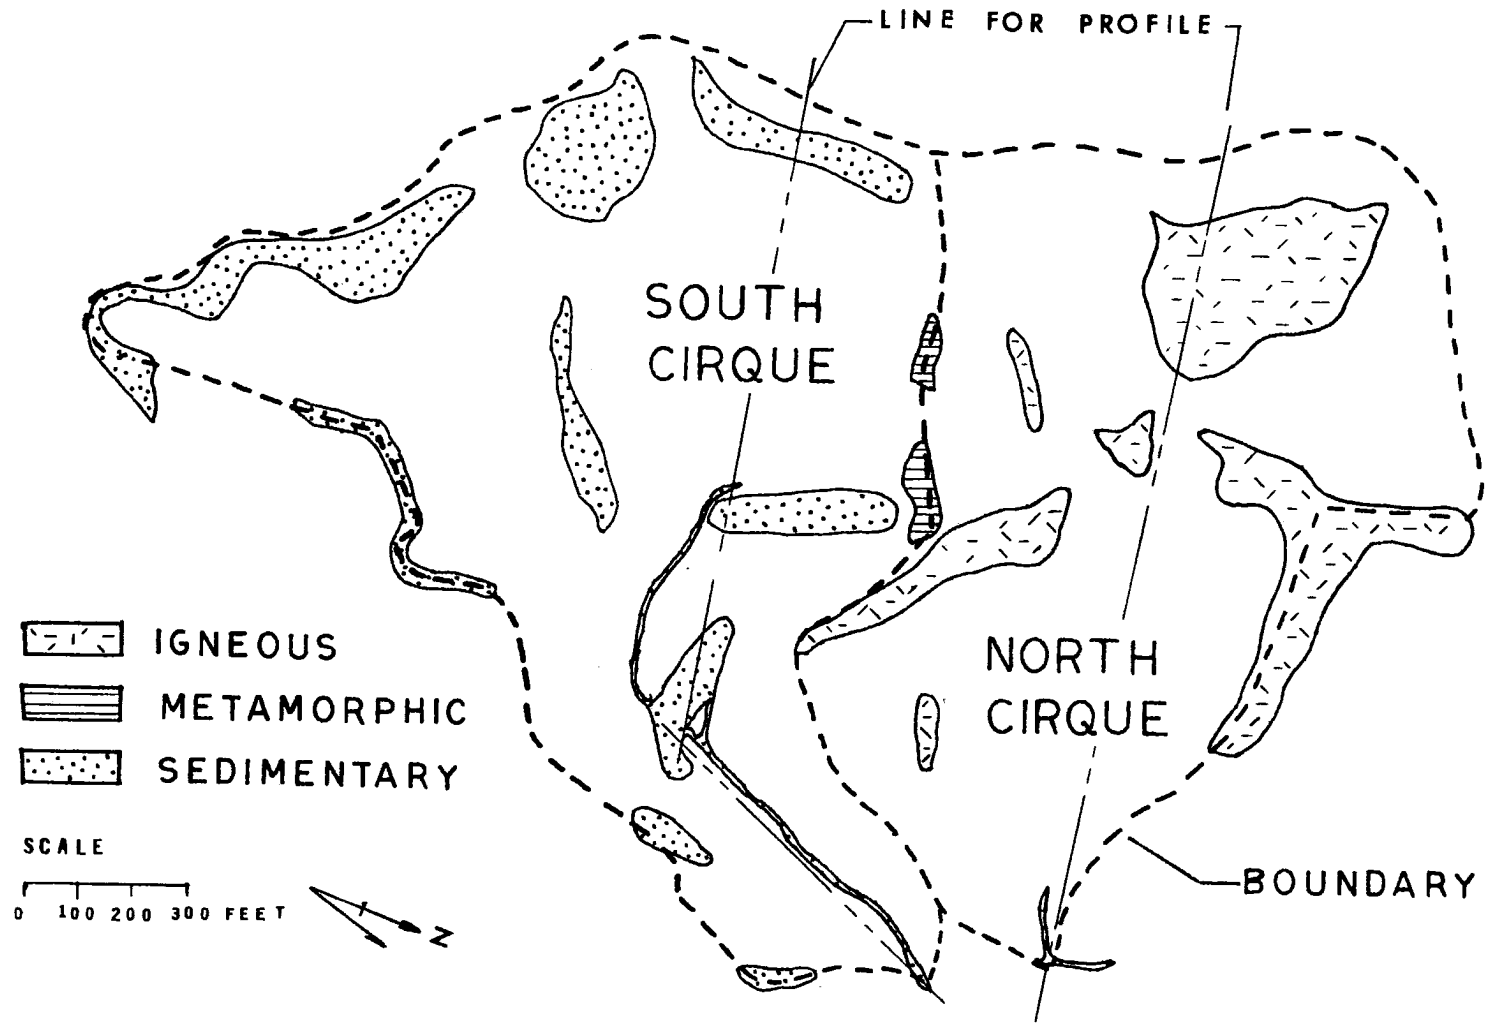 LINE FOR PROFILE
SOUTH
CIRQUE
NORTH
CIRQUE
IGNEOUS
METAMORPHIC
SEDIMENTARY
SCALE
0 100 200 300 FEET
N
BOUNDARY